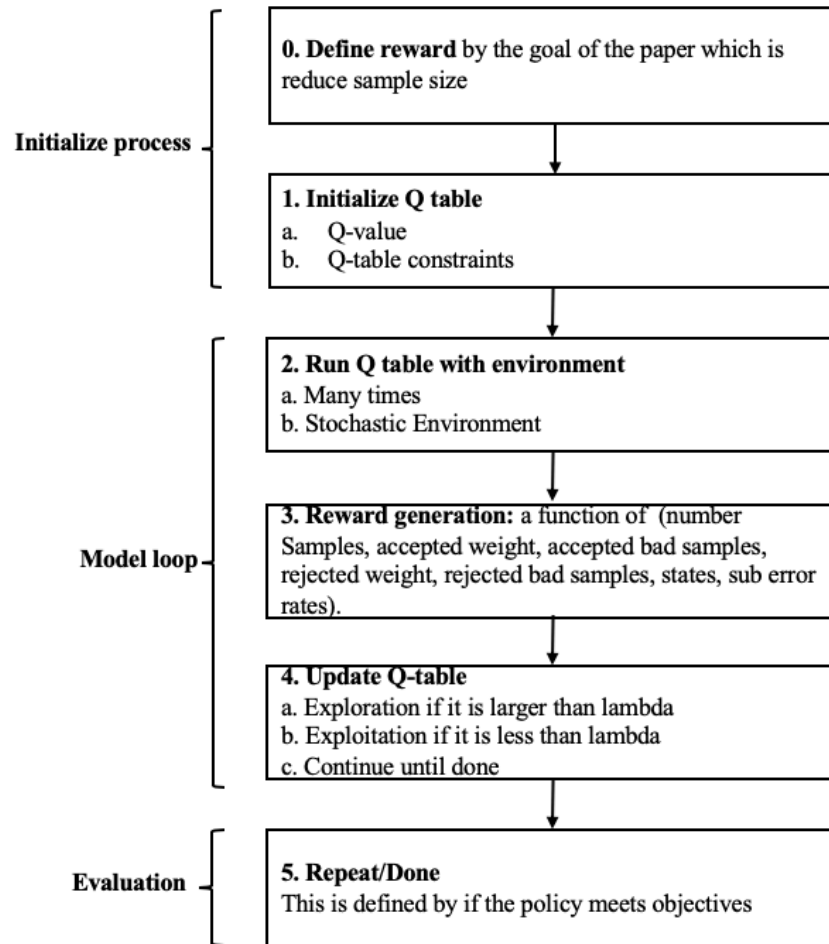 0. Define reward by the goal of the paper which is
reduce sample size
Initialize process
1. Initialize Q table
a. Q-value
b. Q-table constraints
2. Run Q table with environment
a. Many times
b. Stochastic Environment
Model loop
3. Reward generation: a function of (number
Samples, accepted weight, accepted bad samples,
rejected weight, rejected bad samples, states, sub error
rates).
4. Update Q-table
a. Exploration if it is larger than lambda
b. Exploitation if it is less than lambda
c. Continue until done
Evaluation
5. Repeat/Done
This is defined by if the policy meets objectives